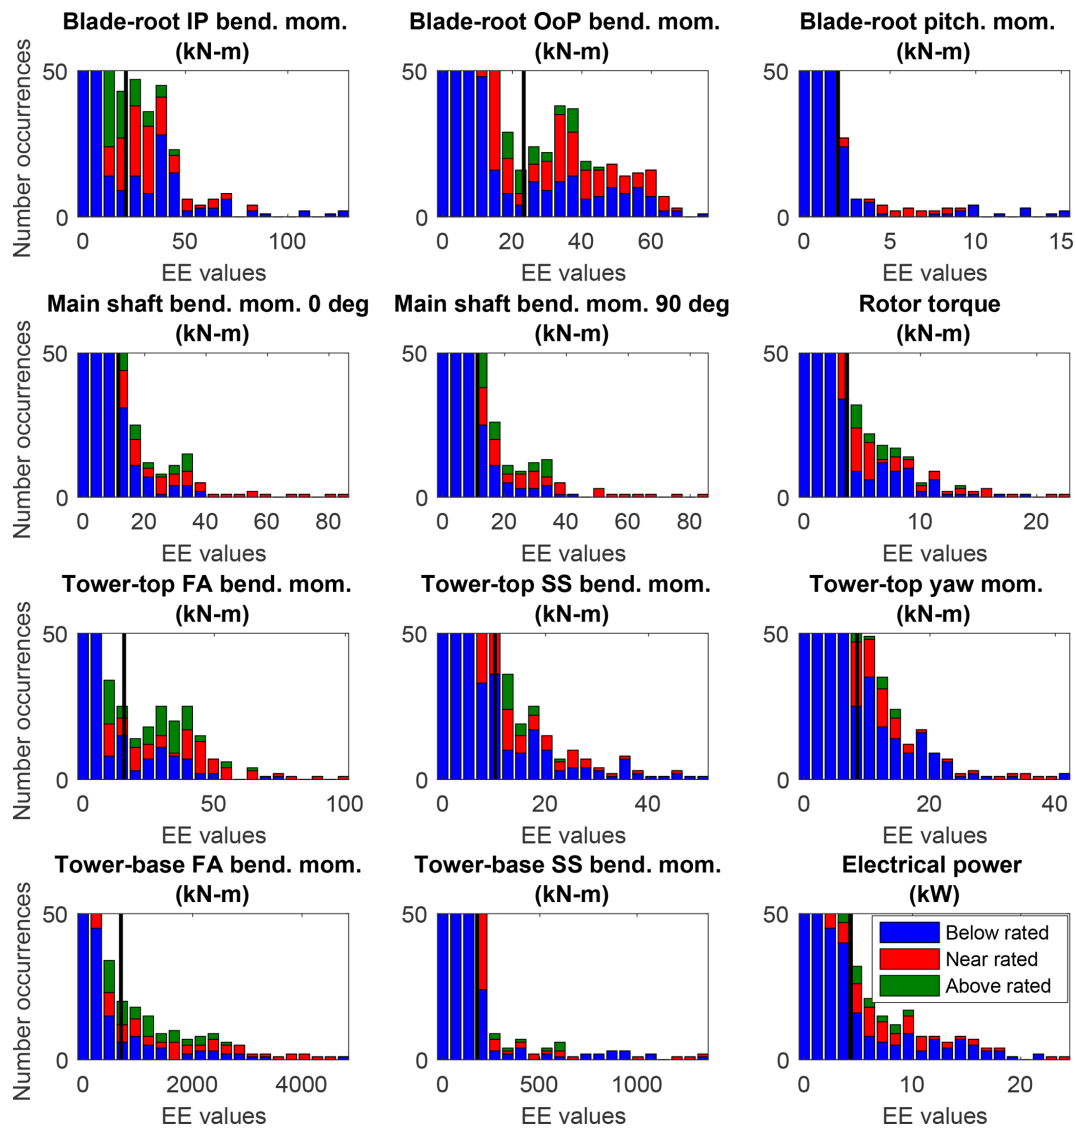 Blade-root IP bend. mom.
(kN-m)
Blade-root OoP bend. mom.
(kN-m)
Blade-root pitch. mom.
(kN-m)
Number occurrences
50
0
0
50
100
EE values
50
0
0
20
40
60
EE values
50
0
0
5
10
15
EE values
Main shaft bend. mom. 0 deg
(kN-m)
Main shaft bend. mom. 90 deg
(kN-m)
Rotor torque
(kN-m)
Number occurrences
50
0
0
20
40
60
80
EE values
50
0
0
20
40
60
80
EE values
50
0
0
10
20
EE values
Tower-top FA bend. mom.
(kN-m)
Tower-top SS bend. mom.
(kN-m)
Tower-top yaw mom.
(kN-m)
Number occurrences
50
0
0
50
100
EE values
50
0
0
20
40
EE values
50
0
0
20
40
EE values
Tower-base FA bend. mom.
(kN-m)
Tower-base SS bend. mom.
(kN-m)
Electrical power
(kW)
Number occurrences
50
0
0
2000
4000
EE values
50
0
0
500
1000
EE values
50
0
0
10
20
EE values
Below rated
Near rated
Above rated